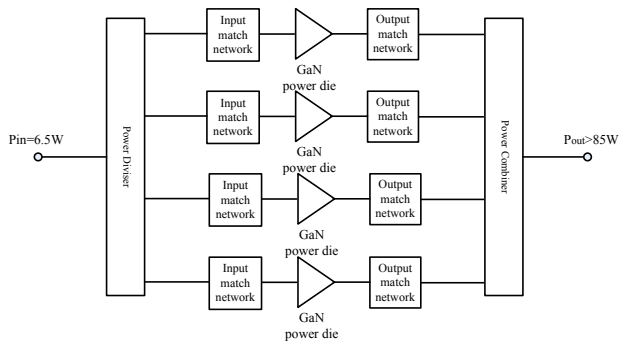 Input
match
network
Output
match
network
GaN
power die
Input
match
network
Output
match
network
GaN
power die
Pin=6.5W
Power Diviser
Power Combiner
Pout>85W
Input
match
network
Output
match
network
GaN
power die
Input
match
network
Output
match
network
GaN
power die